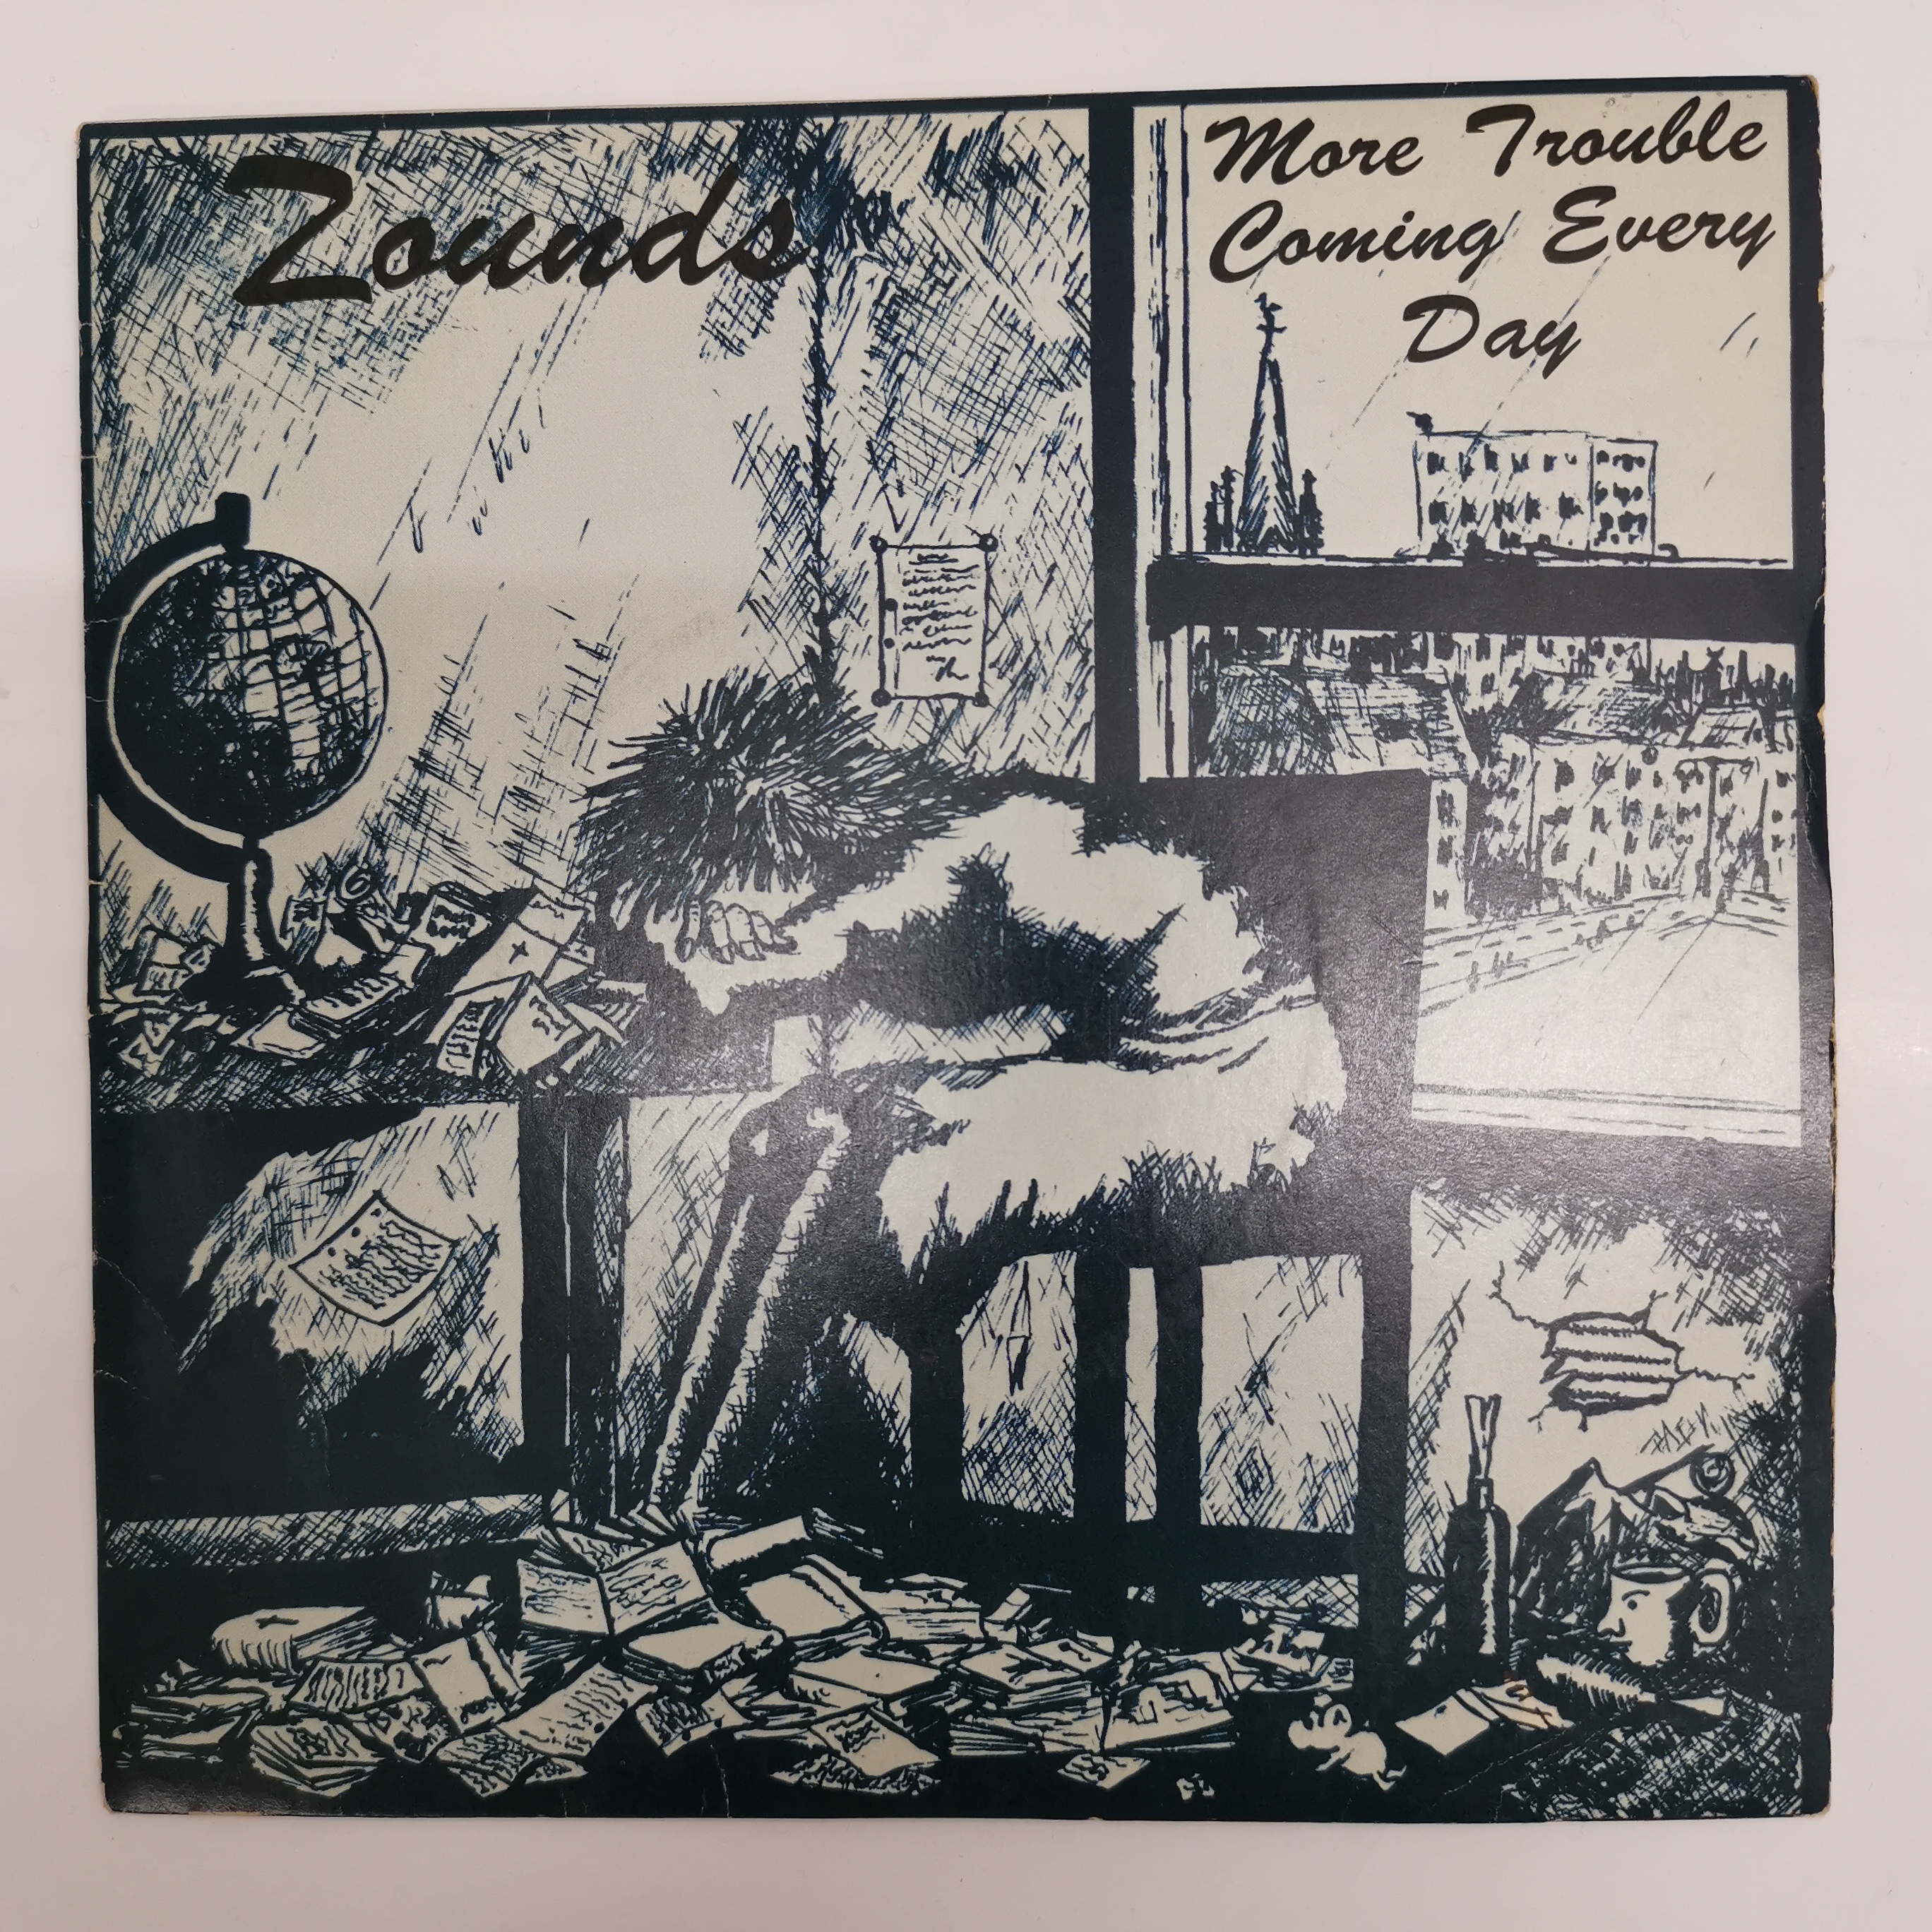 Zounds
More Trouble
Coming Every
Day